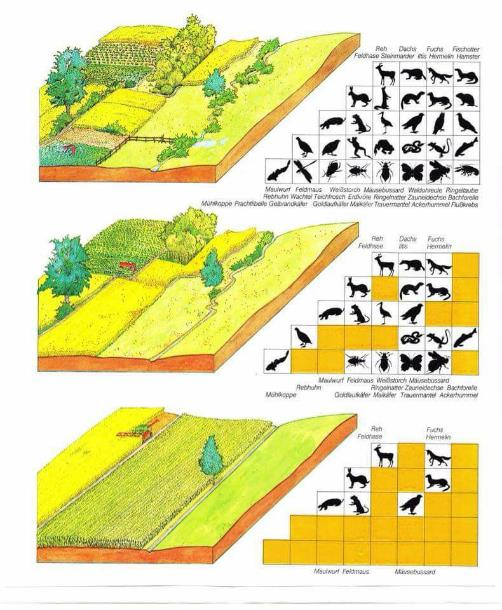 Reh Dachs Fuchs Fischotter
Feldhase Steinmarder Iltis Hermelin Hamster
Maulwurf Feldmaus Weißstorch Mäusebussard Waldohreule Ringeltaube
Rebhuhn Wachtel Teichfrosch Erdkröte Ringelnatter Zauneidechse Bachforelle
Mühlkoppe Prachtlibelle Gelbrandkäfer Goldlaufkäfer Maikäfer Trauermantel Ackerhummel Flußkrebs
Reh Dachs Fuchs
Feldhase Iltis Hermelin
Maulwurf Feldmaus Weißstorch Mäusebussard
Rebhuhn Ringelnatter Zauneidechse Bachforelle
Mühlkoppe Goldlaufkäfer Maikäfer Trauermantel Ackerhummel
Reh Fuchs
Feldhase Hermelin
Maulwurf Feldmaus Mäusebussard